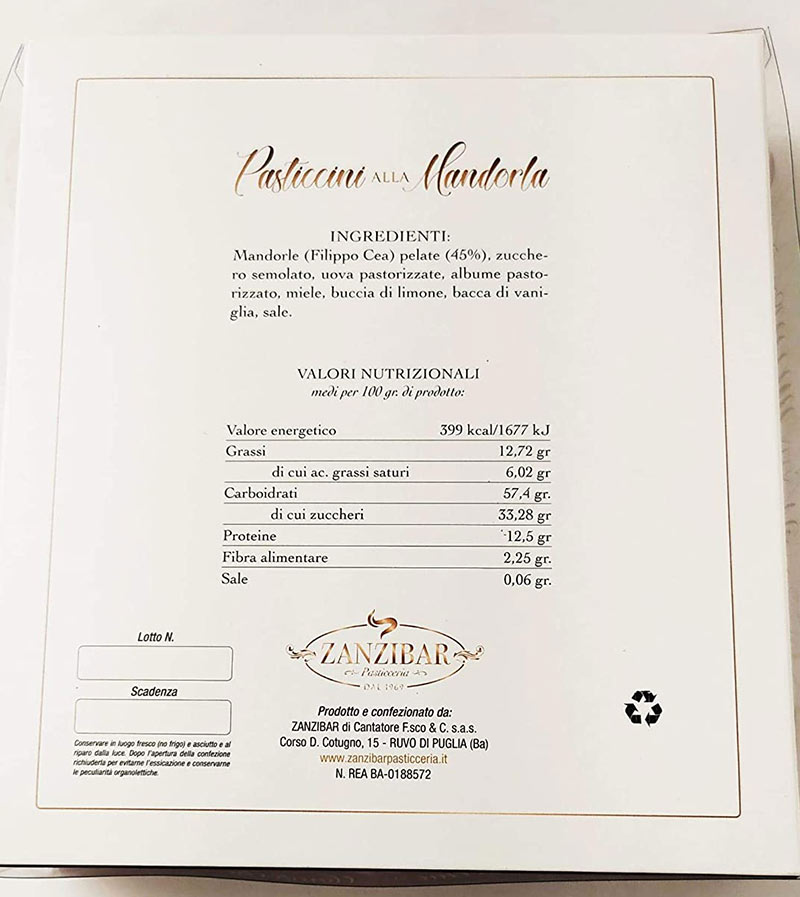 Pasticcini ALLA Mandorla
INGREDIENTI:
Mandorle (Filippo Cea) pelate (45%), zucche-
ro semolato, uova pastorizzate, albume pasto-
rizzato, miele, buccia di limone, bacca di vani-
glia, sale.
VALORI NUTRIZIONALI
medi per 100 gr. di prodotto:
Valore energetico 399 kcal/1677 kJ
Grassi 12,72 gr
di cui ac. grassi saturi 6,02 gr
Carboidrati 57,4 gr.
di cui zuccheri 33,28 gr
Proteine 12,5 gr
Fibra alimentare 2,25 gr.
Sale 0,06 gr.
Lotto N.
Scadenza
Conservare in luogo fresco (no frigo) e asciutto e al
riparo dalla luce. Dopo l'apertura della confezione
richiuderla per evitarne l'essicazione e conservarne
le peculiarità organolettiche.
ZANZIBAR
Pasticceria
DAL 1969
Prodotto e confezionato da:
ZANZIBAR di Cantatore F.sco & C. s.a.s.
Corso D. Cotugno, 15 - RUVO DI PUGLIA (Ba)
www.zanzibarpasticceria.it
N. REA BA-0188572